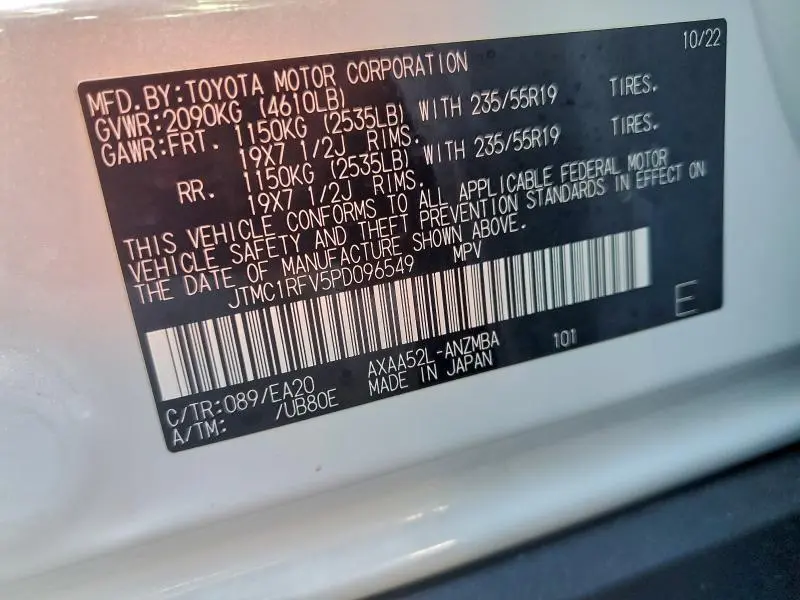 10/22
MFD.BY:TOYOTA MOTOR CORPORATION
GVWR:2090KG (4610LB)
GAWR:FRT. 1150KG (2535LB) WITH 235/55R19 TIRES.
19X7 1/2J RIMS.
RR. 1150KG (2535LB) WITH 235/55R19 TIRES.
19X7 1/2J RIMS.
THIS VEHICLE CONFORMS TO ALL APPLICABLE FEDERAL MOTOR
VEHICLE SAFETY AND THEFT PREVENTION STANDARDS IN EFFECT ON
THE DATE OF MANUFACTURE SHOWN ABOVE.
JTMC1RFV5PD096549 MPV
E
C/TR:089/EA20 AXAA52L-ANZMBA 101
A/TM: /UB80E MADE IN JAPAN